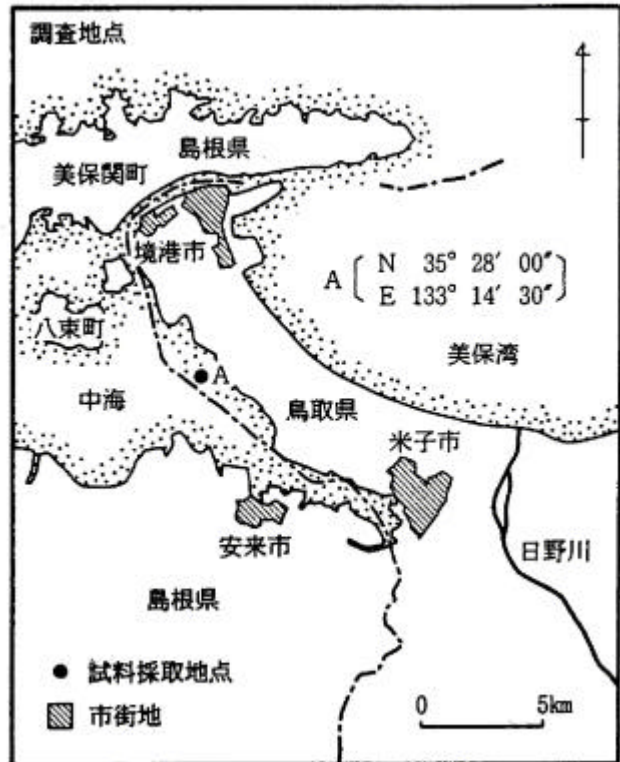 調査地点
島根県
美保関町
境港市
A
N 35° 28′ 00″
E 133° 14′ 30″
八束町
美保湾
A
中海
鳥取県
米子市
安来市
日野川
島根県
試料採取地点
市街地
0 5km